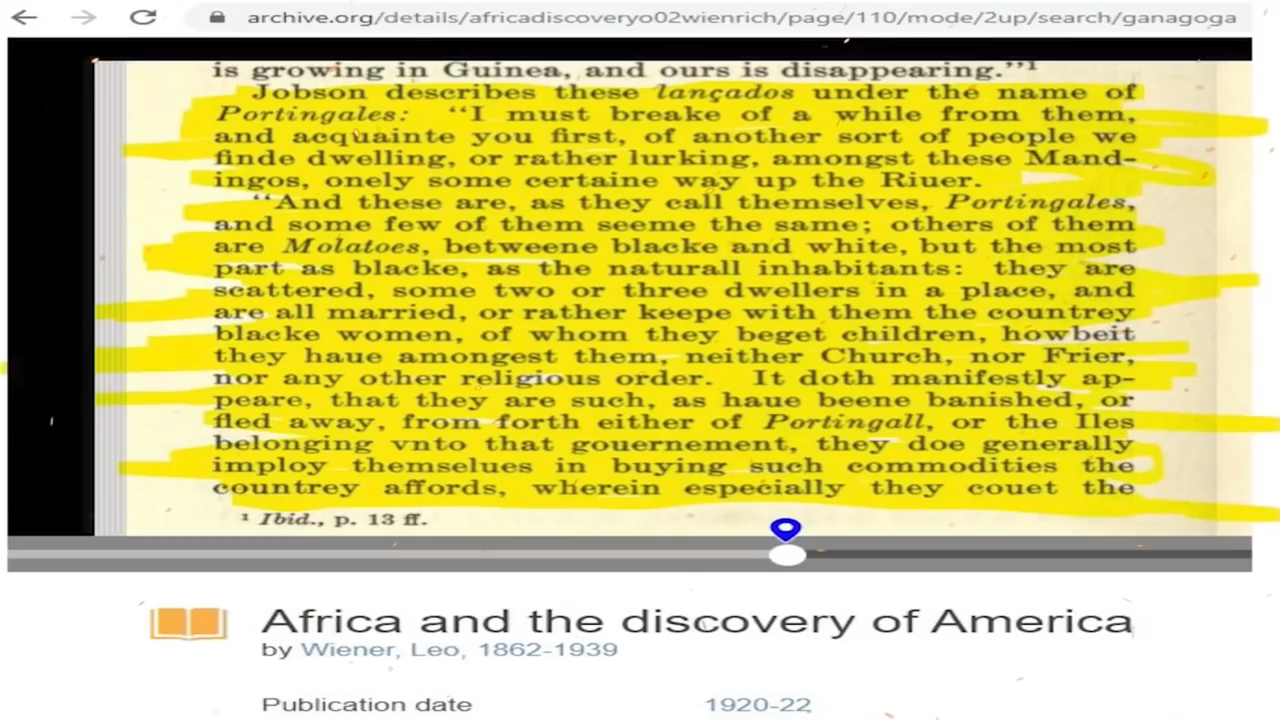 archive.org/details/africadiscoveryo02wienrich/page/110/mode/2up/search/ganagoga
is growing in Guinea, and ours is disappearing."¹
Jobson describes these lançados under the name of
Portingales: "I must breake of a while from them,
and acquainte you first, of another sort of people we
finde dwelling, or rather lurking, amongst these Mand-
ingos, onely some certaine way up the Riuer.
"And these are, as they call themselves, Portingales,
and some few of them seeme the same; others of them
are Molatoes, betweene blacke and white, but the most
part as blacke, as the naturall inhabitants: they are
scattered, some two or three dwellers in a place, and
are all married, or rather keepe with them the countrey
blacke women, of whom they beget children, howbeit
they haue amongest them, neither Church, nor Frier,
nor any other religious order. It doth manifestly ap-
peare, that they are such, as haue beene banished, or
fled away, from forth either of Portingall, or the Iles
belonging vnto that gouernement, they doe generally
imploy themselues in buying such commodities the
countrey affords, wherein especially they couet the
¹ Ibid., p. 13 ff.
Africa and the discovery of America
by Wiener, Leo, 1862-1939
Publication date 1920-22